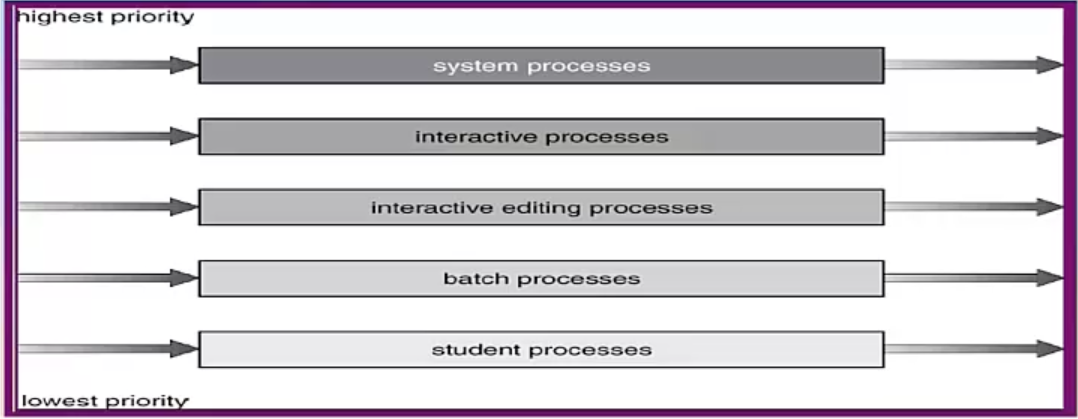 highest priority
system processes
interactive processes
interactive editing processes
batch processes
student processes
lowest priority